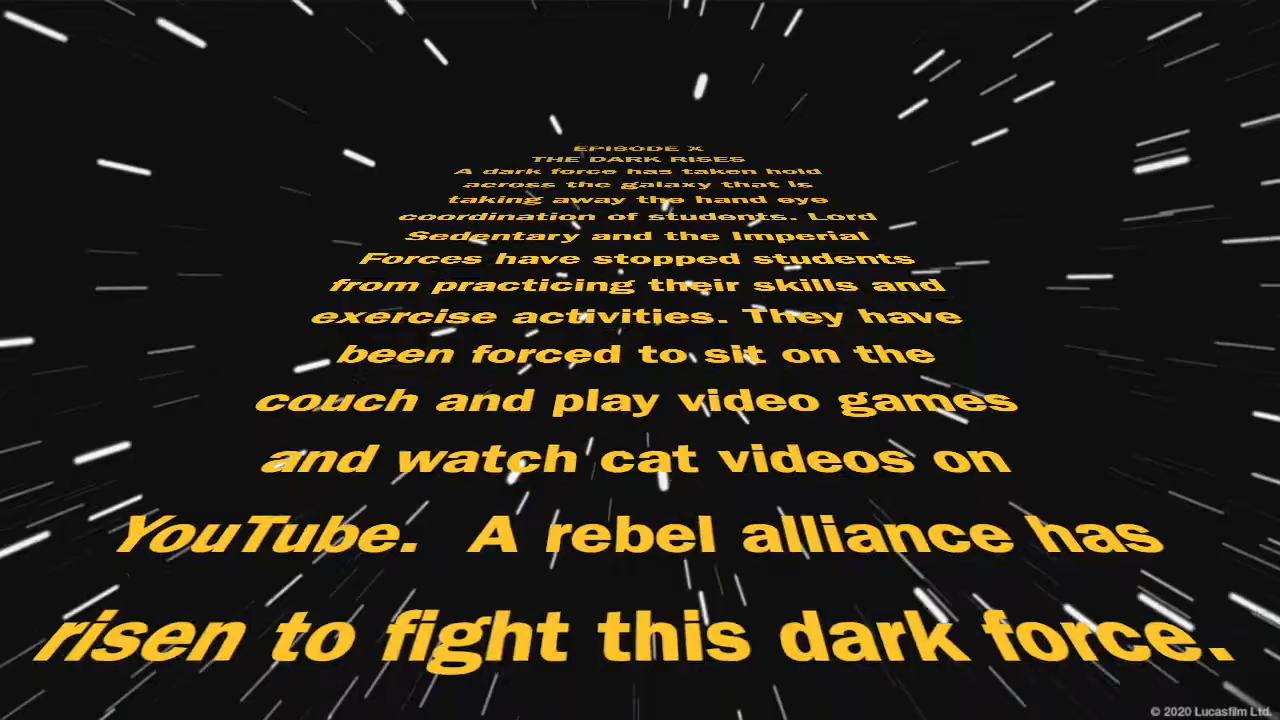 EPISODE X
THE DARK RISES
A dark force has taken hold
across the galaxy that is
taking away the hand eye
coordination of students. Lord
Sedentary and the Imperial
Forces have stopped students
from practicing their skills and
exercise activities. They have
been forced to sit on the
couch and play video games
and watch cat videos on
YouTube. A rebel alliance has
risen to fight this dark force.
© 2020 Lucasfilm Ltd.